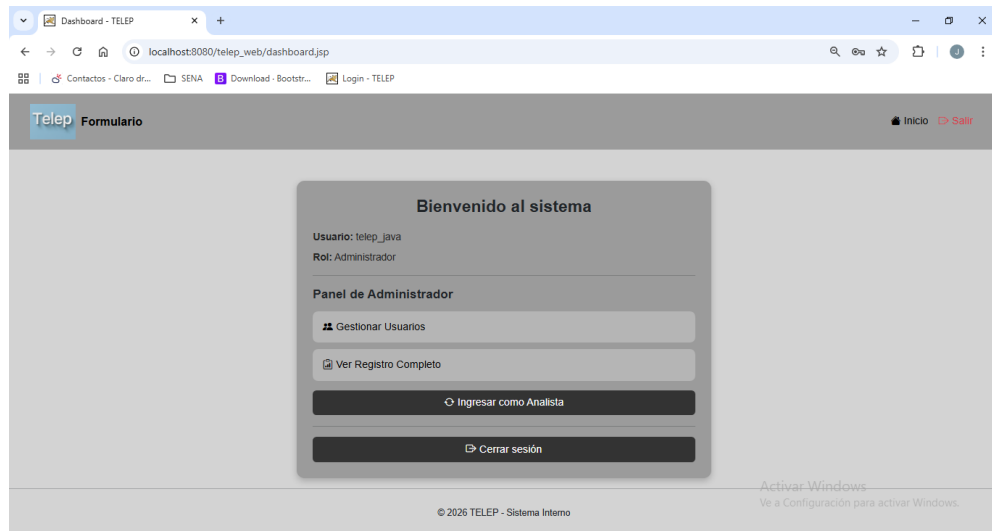 Dashboard - TELEP
localhost:8080/telep_web/dashboard.jsp
J
Contactos - Claro dr... SENA B Download · Bootstr... Login - TELEP
Telep Formulario Inicio Salir
Bienvenido al sistema
Usuario: telep_java
Rol: Administrador
Panel de Administrador
Gestionar Usuarios
Ver Registro Completo
Ingresar como Analista
Cerrar sesión
Activar Windows
Ve a Configuración para activar Windows.
© 2026 TELEP - Sistema Interno